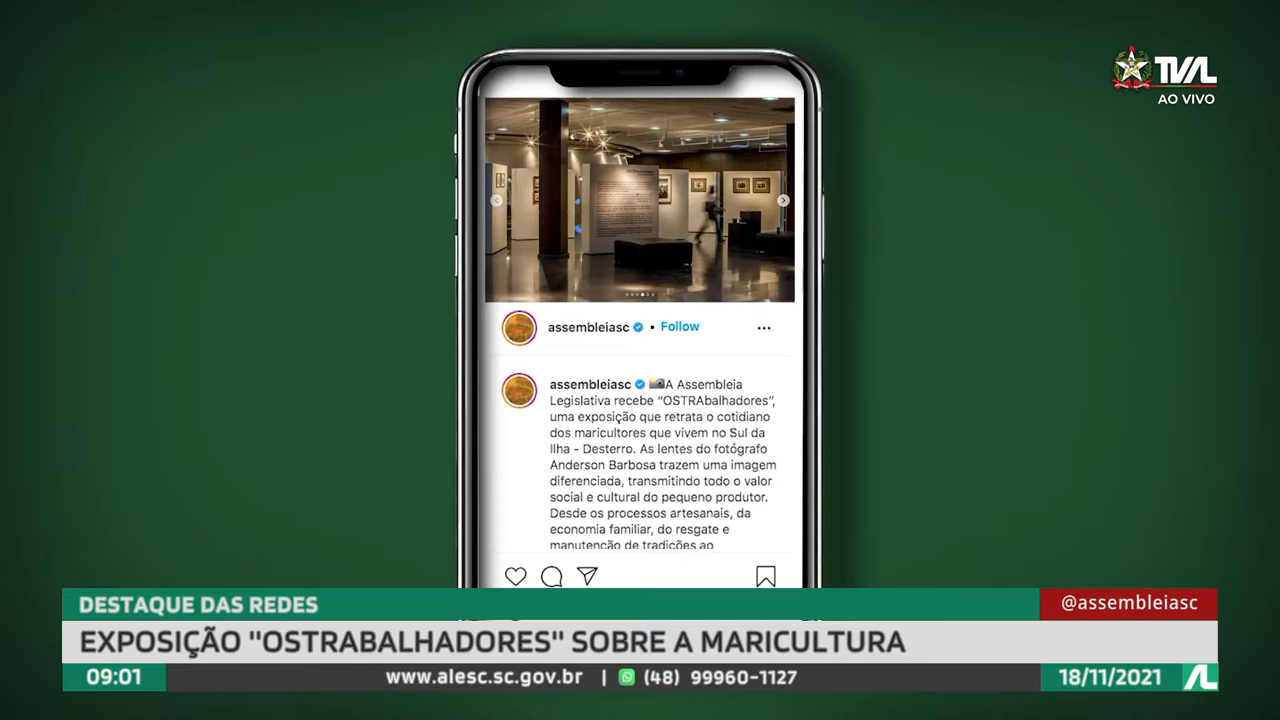 TVAL
AO VIVO
assembleiasc • Follow
assembleiasc A Assembleia
Legislativa recebe “OSTRAbalhadores”,
uma exposição que retrata o cotidiano
dos maricultores que vivem no Sul da
Ilha - Desterro. As lentes do fotógrafo
Anderson Barbosa trazem uma imagem
diferenciada, transmitindo todo o valor
social e cultural do pequeno produtor.
Desde os processos artesanais, da
economia familiar, do resgate e
manutenção de tradições ao
DESTAQUE DAS REDES
@assembleiasc
EXPOSIÇÃO "OSTRABALHADORES" SOBRE A MARICULTURA
09:01
www.alesc.sc.gov.br | (48) 99960-1127
18/11/2021
AL